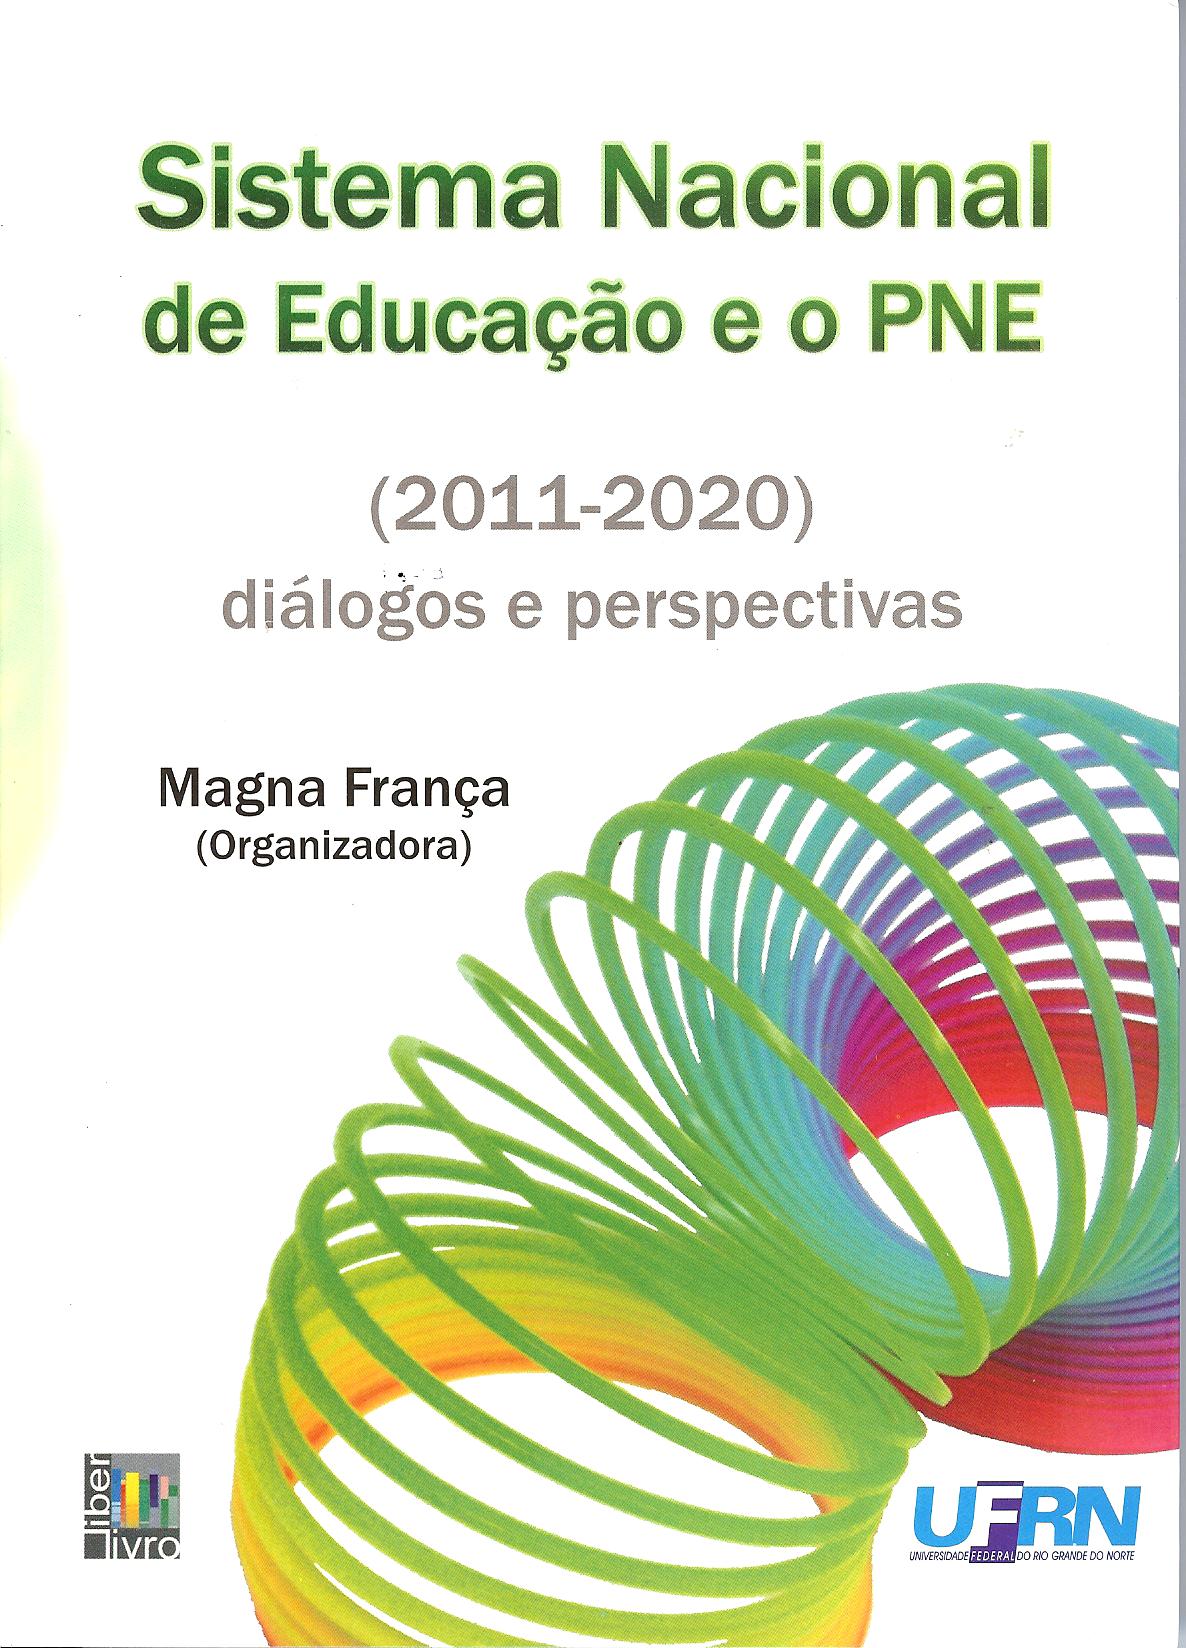 Sistema Nacional
de Educação e o PNE
(2011-2020)
diálogos e perspectivas
Magna França
(Organizadora)
liber
livro
UFRN
UNIVERSIDADE FEDERAL DO RIO GRANDE DO NORTE